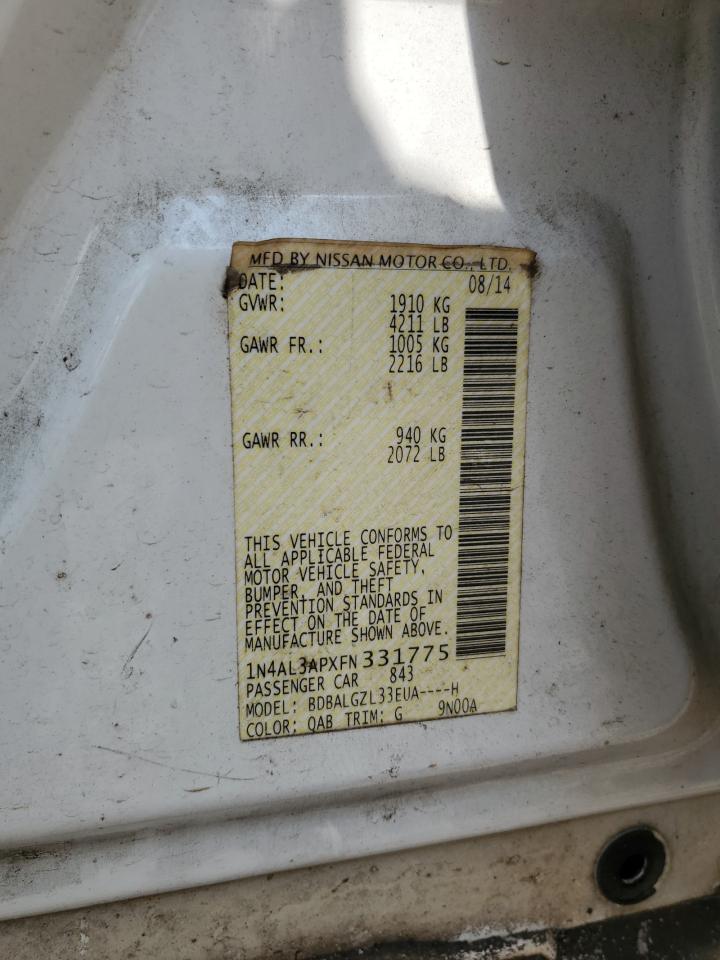 MFD BY NISSAN MOTOR CO., LTD.
DATE: 08/14
GVWR: 1910 KG
4211 LB
GAWR FR.: 1005 KG
2216 LB
GAWR RR.: 940 KG
2072 LB
THIS VEHICLE CONFORMS TO
ALL APPLICABLE FEDERAL
MOTOR VEHICLE SAFETY,
BUMPER, AND THEFT
PREVENTION STANDARDS IN
EFFECT ON THE DATE OF
MANUFACTURE SHOWN ABOVE.
1N4AL3APXFN331775
PASSENGER CAR 843
MODEL: BDBALGZL33EUA----H
COLOR: QAB TRIM: G 9N00A